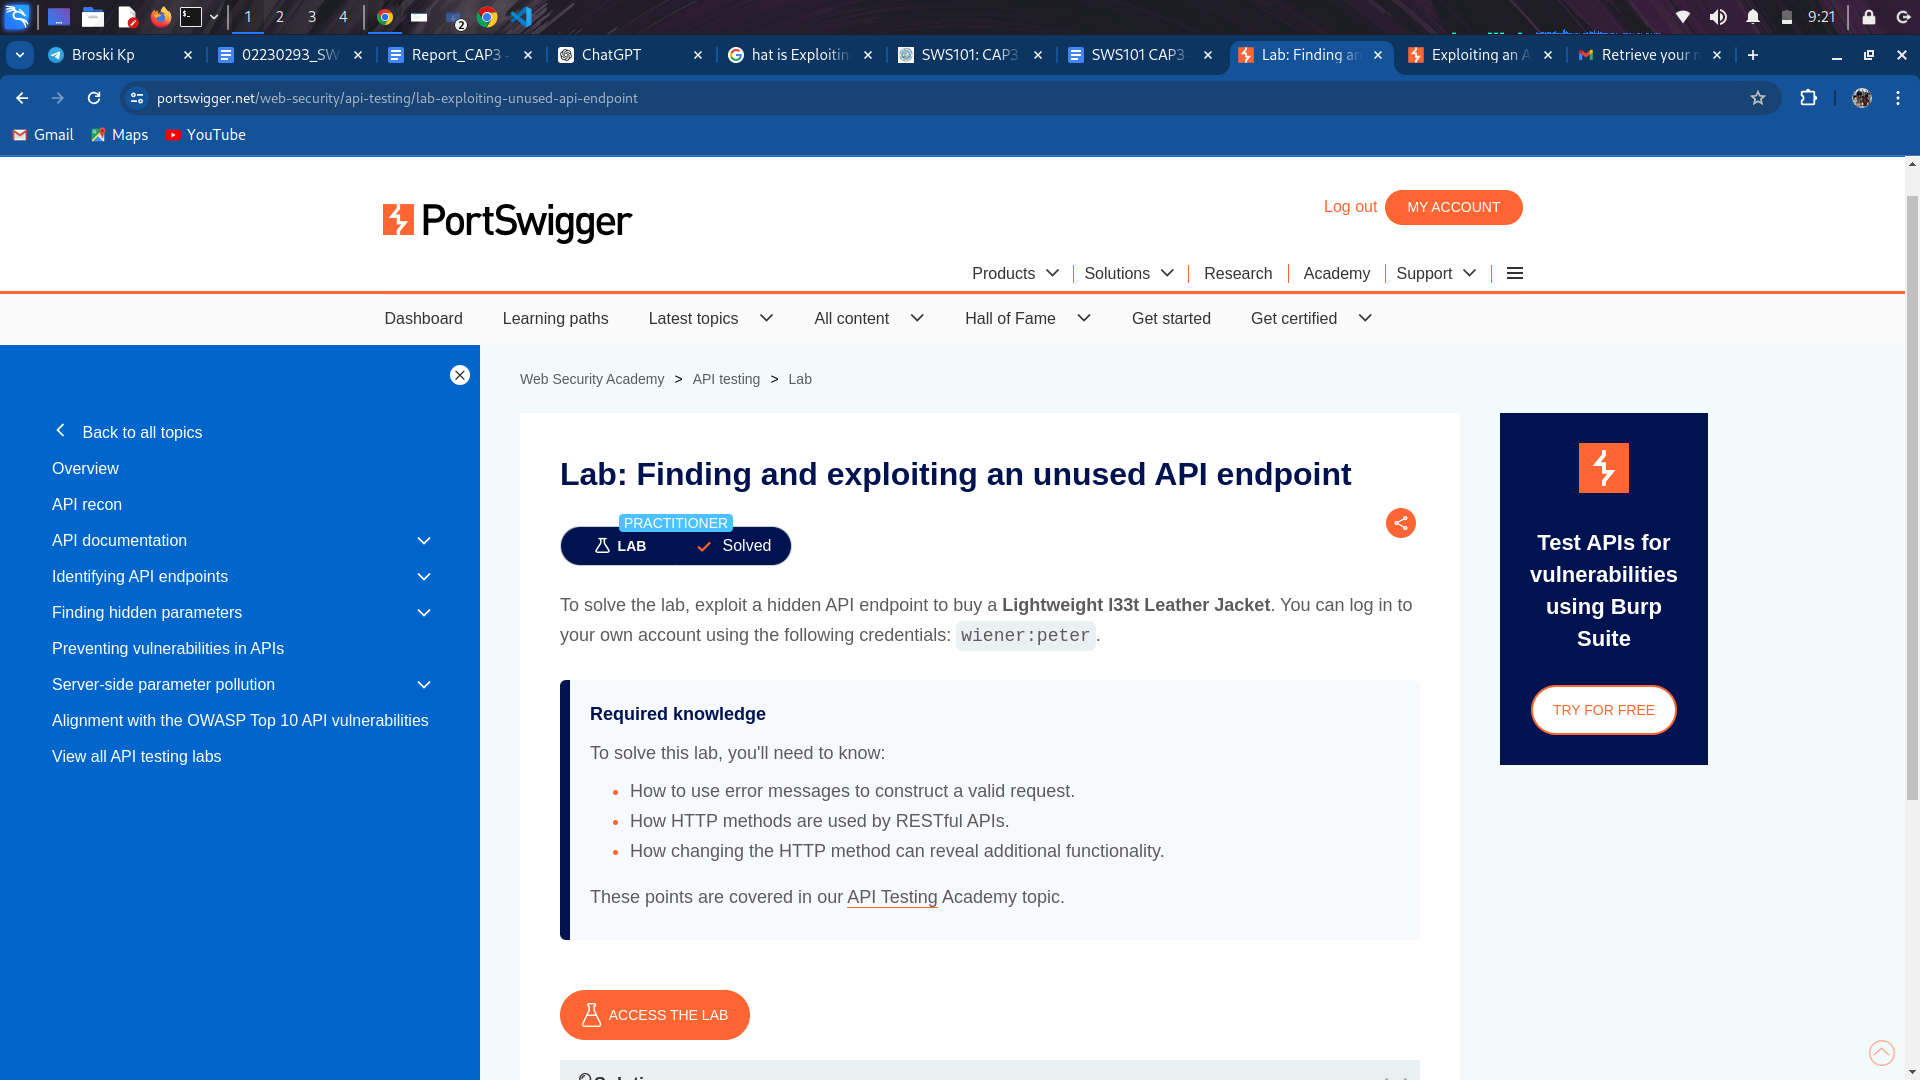 1 2 3 4 2 9:21
Broski Kp 02230293_SW Report_CAP3 - ChatGPT hat is Exploitin SWS101: CAP3 SWS101 CAP3 Lab: Finding an Exploiting an A Retrieve your m
portswigger.net/web-security/api-testing/lab-exploiting-unused-api-endpoint
Gmail Maps YouTube
PortSwigger
Log out MY ACCOUNT
Products Solutions Research Academy Support
Dashboard Learning paths Latest topics All content Hall of Fame Get started Get certified
Back to all topics
Overview
API recon
API documentation
Identifying API endpoints
Finding hidden parameters
Preventing vulnerabilities in APIs
Server-side parameter pollution
Alignment with the OWASP Top 10 API vulnerabilities
View all API testing labs
Web Security Academy > API testing > Lab
Lab: Finding and exploiting an unused API endpoint
PRACTITIONER
LAB Solved
To solve the lab, exploit a hidden API endpoint to buy a Lightweight l33t Leather Jacket. You can log in to
your own account using the following credentials: wiener:peter.
Required knowledge
To solve this lab, you'll need to know:
• How to use error messages to construct a valid request.
• How HTTP methods are used by RESTful APIs.
• How changing the HTTP method can reveal additional functionality.
These points are covered in our API Testing Academy topic.
ACCESS THE LAB
Test APIs for
vulnerabilities
using Burp
Suite
TRY FOR FREE